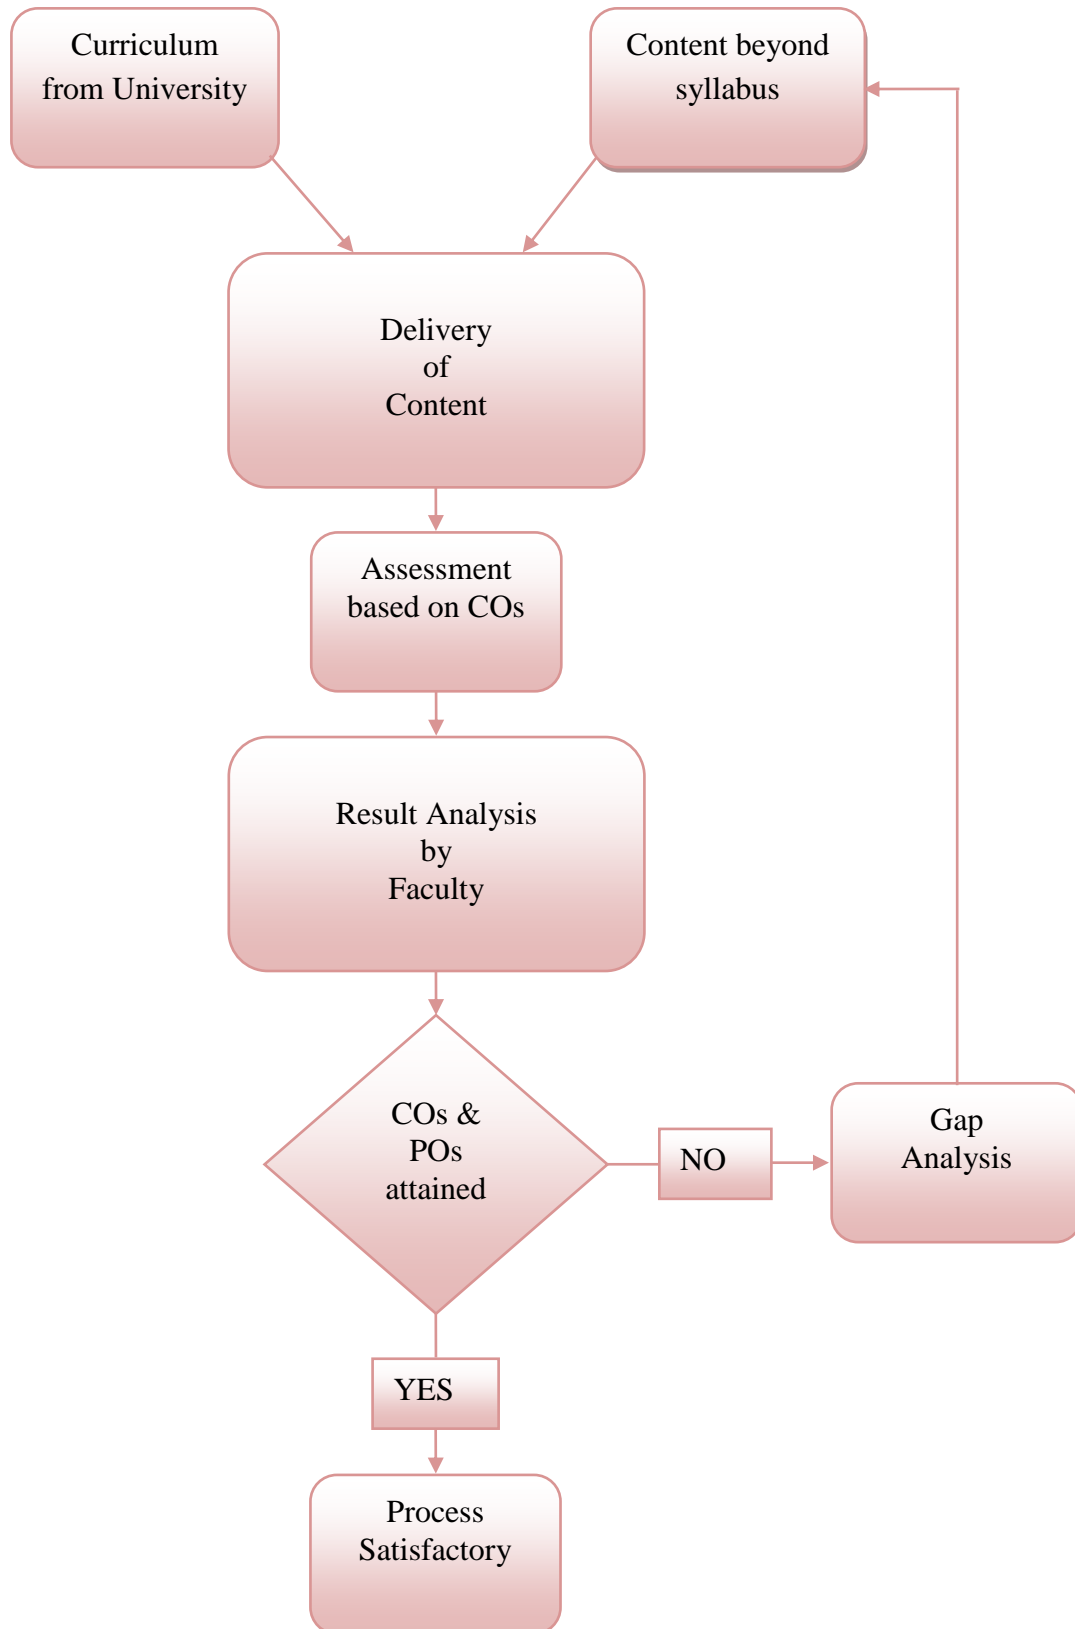 Curriculum
from University
Content beyond
syllabus
Delivery
of
Content
Assessment
based on COs
Result Analysis
by
Faculty
COs &
POs
attained
NO
Gap
Analysis
YES
Process
Satisfactory